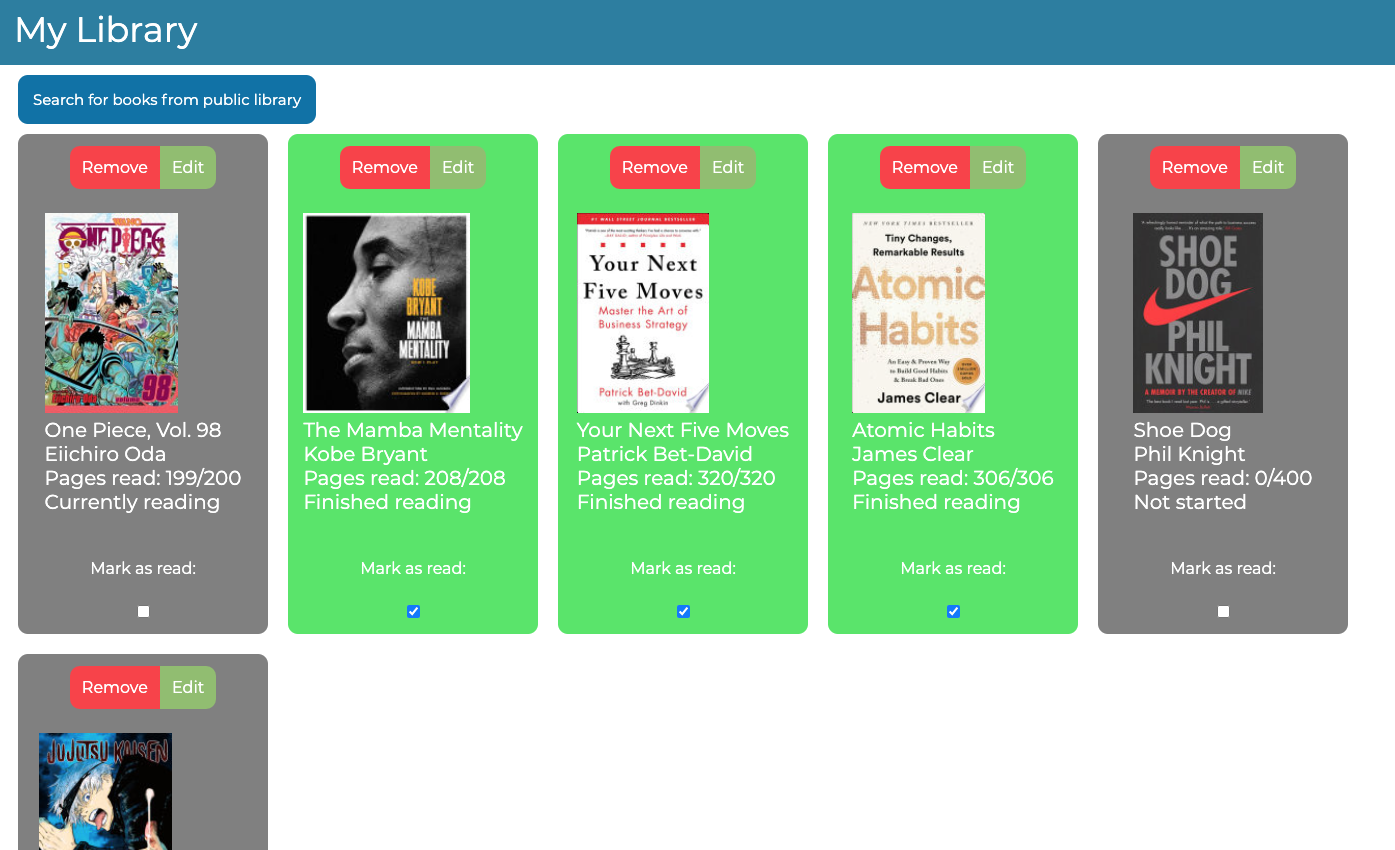 My Library
Search for books from public library
Remove Edit
ONE PIECE
volume 98
One Piece, Vol. 98
Eiichiro Oda
Pages read: 199/200
Currently reading
Mark as read:
Remove Edit
KOBE
BRYANT
THE
MAMBA
MENTALITY
HOW I PLAY
The Mamba Mentality
Kobe Bryant
Pages read: 208/208
Finished reading
Mark as read:
Remove Edit
#1 WALL STREET JOURNAL BESTSELLER
Your Next
Five Moves
Master the Art of
Business Strategy
Patrick Bet-David
with Greg Dinkin
Your Next Five Moves
Patrick Bet-David
Pages read: 320/320
Finished reading
Mark as read:
Remove Edit
NEW YORK TIMES BESTSELLER
Tiny Changes,
Remarkable Results
Atomic
Habits
An Easy & Proven Way
to Build Good Habits
& Break Bad Ones
James Clear
Atomic Habits
James Clear
Pages read: 306/306
Finished reading
Mark as read:
Remove Edit
SHOE
DOG
PHIL
KNIGHT
A MEMOIR BY THE CREATOR OF NIKE
Shoe Dog
Phil Knight
Pages read: 0/400
Not started
Mark as read:
Remove Edit
JUJUTSU KAISEN